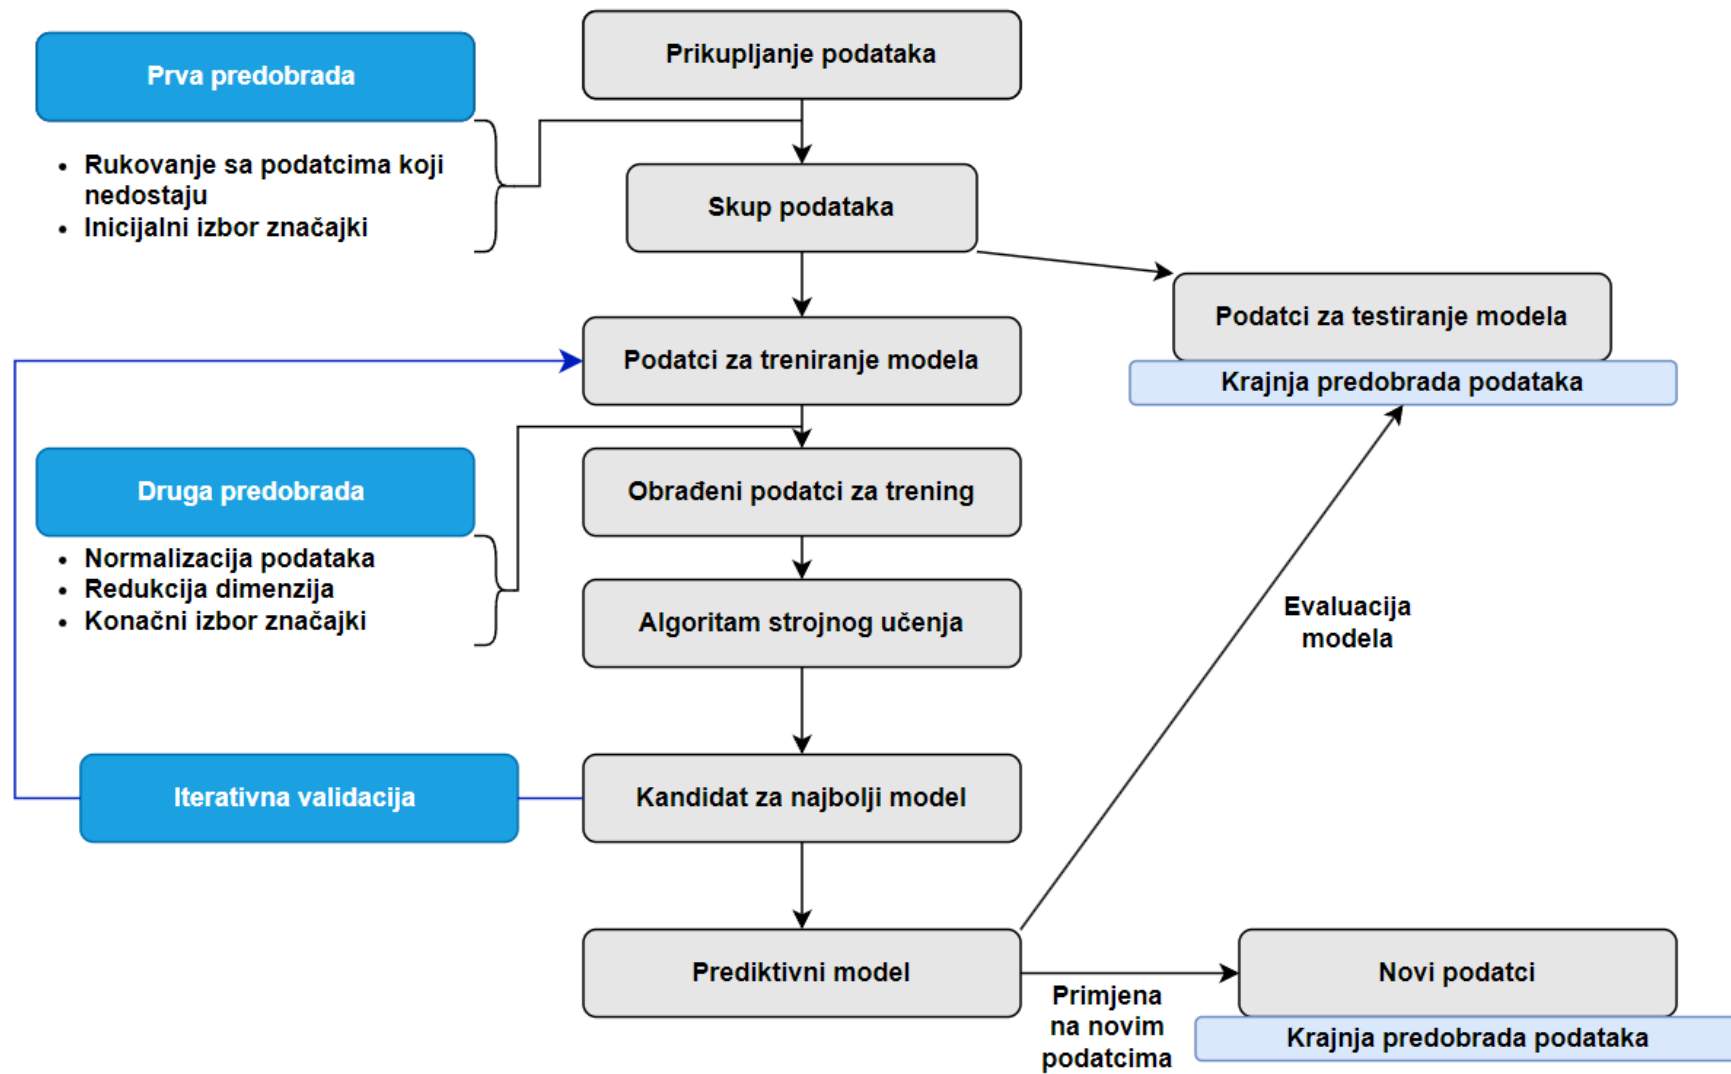 Prikupljanje podataka
Prva predobrada
Rukovanje sa podatcima koji
nedostaju
Inicijalni izbor značajki
Skup podataka
Podatci za testiranje modela
Krajnja predobrada podataka
Podatci za treniranje modela
Druga predobrada
Normalizacija podataka
Redukcija dimenzija
Konačni izbor značajki
Obrađeni podatci za trening
Algoritam strojnog učenja
Evaluacija
modela
Iterativna validacija
Kandidat za najbolji model
Prediktivni model
Primjena
na novim
podatcima
Novi podatci
Krajnja predobrada podataka